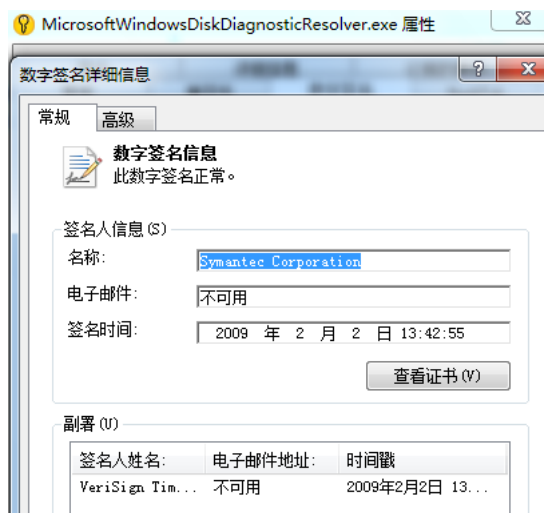 MicrosoftWindowsDiskDiagnosticResolver.exe 属性
数字签名详细信息
常规 高级
数字签名信息
此数字签名正常。
签名人信息(S)
名称: Symantec Corporation
电子邮件: 不可用
签名时间: 2009 年 2 月 2 日 13:42:55
查看证书(V)
副署(U)
签名人姓名: 电子邮件地址: 时间戳
VeriSign Tim... 不可用 2009年2月2日 13...